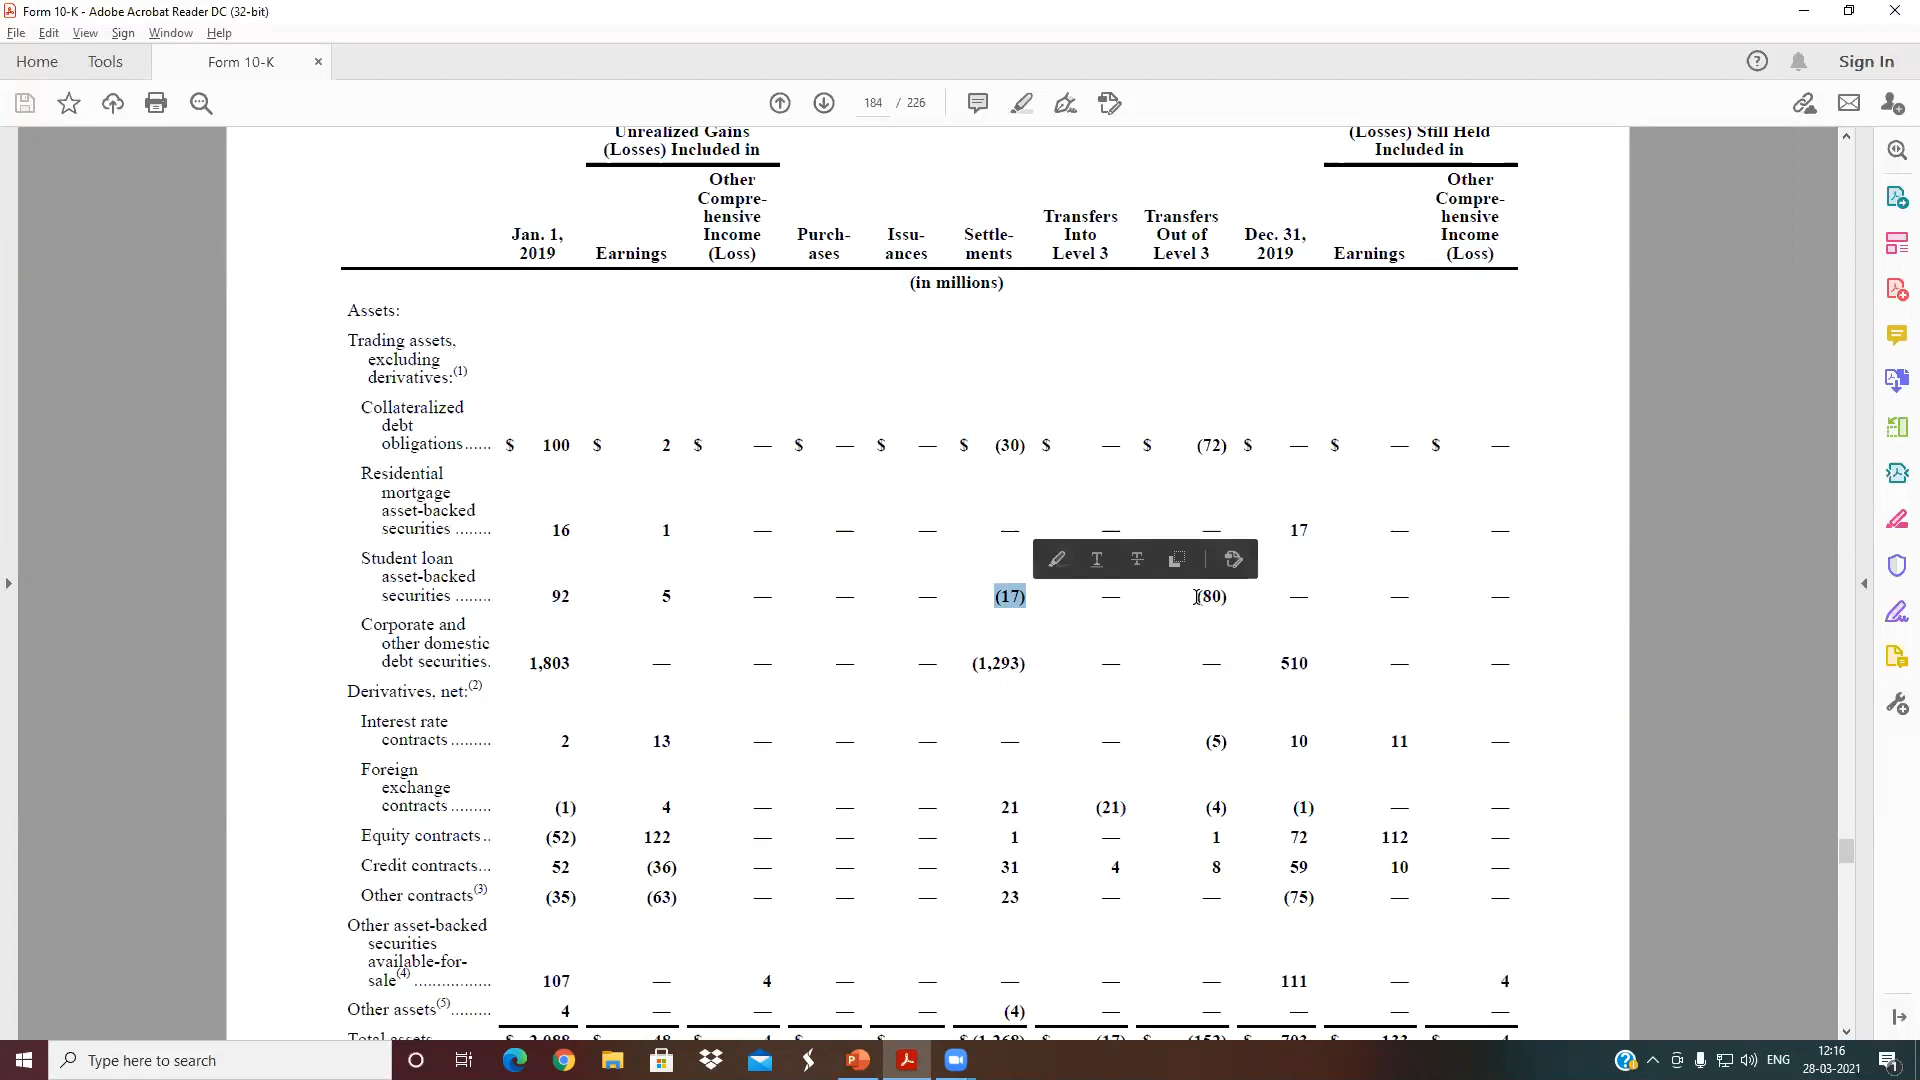 Form 10-K - Adobe Acrobat Reader DC (32-bit)
File Edit View Sign Window Help
Home Tools Form 10-K × Sign In
184 / 226
Unrealized Gains (Losses) Still Held
(Losses) Included in Included in
Other Other
Compre- Compre-
hensive Transfers Transfers hensive
Jan. 1, Income Purch- Issu- Settle- Into Out of Dec. 31, Income
2019 Earnings (Loss) ases ances ments Level 3 Level 3 2019 Earnings (Loss)
(in millions)
Assets:
Trading assets,
excluding
derivatives:(1)
Collateralized
debt
obligations...... $ 100 $ 2 $ — $ — $ — $ (30) $ — $ (72) $ — $ — $ —
Residential
mortgage
asset-backed
securities ........ 16 1 — — — — — — 17 — —
Student loan
asset-backed
securities ........ 92 5 — — — (17) — (80) — — —
Corporate and
other domestic
debt securities. 1,803 — — — — (1,293) — — 510 — —
Derivatives, net:(2)
Interest rate
contracts ......... 2 13 — — — — — (5) 10 11 —
Foreign
exchange
contracts ......... (1) 4 — — — 21 (21) (4) (1) — —
Equity contracts.. (52) 122 — — — 1 — 1 72 112 —
Credit contracts... 52 (36) — — — 31 4 8 59 10 —
Other contracts(3) (35) (63) — — — 23 — — (75) — —
Other asset-backed
securities
available-for-
sale(4) ................. 107 — 4 — — — — — 111 — 4
Other assets(5)......... 4 — — — — (4) — — — — —
Total assets
Type here to search
ENG
12:16
28-03-2021